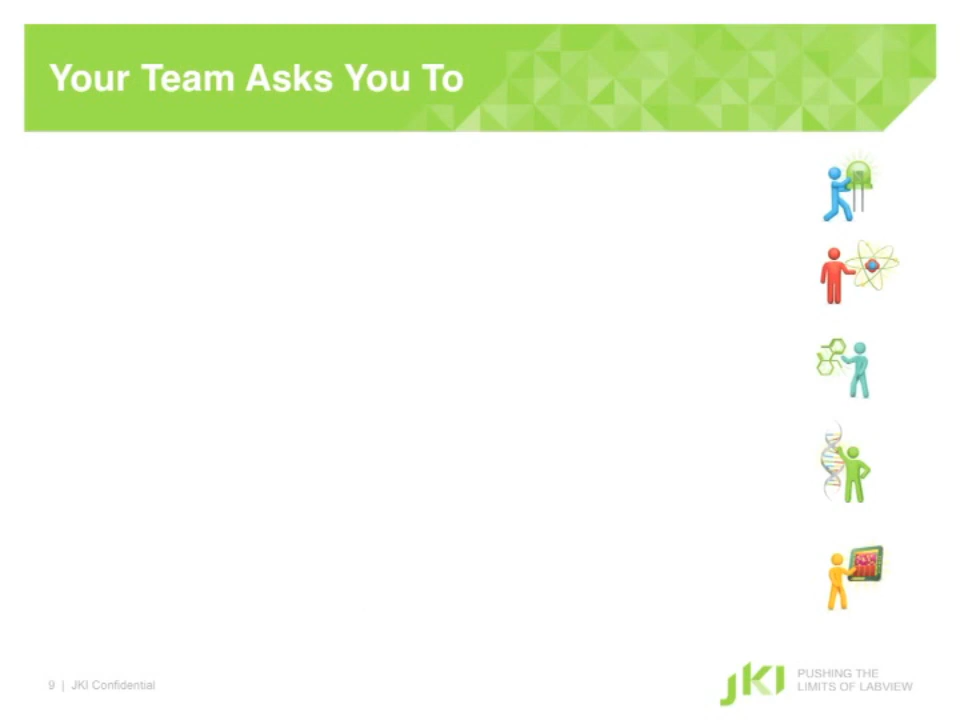 Your Team Asks You To
9 | JKI Confidential
JKI
PUSHING THE
LIMITS OF LABVIEW